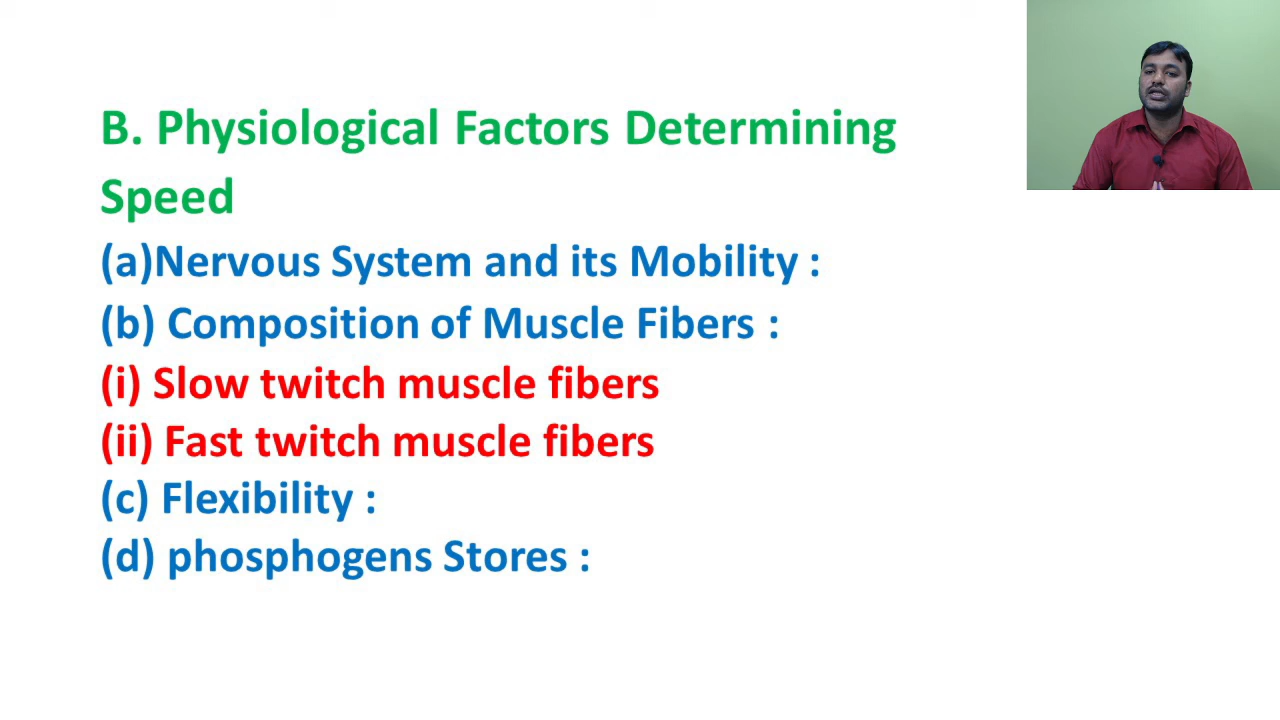 B. Physiological Factors Determining
Speed
(a)Nervous System and its Mobility :
(b) Composition of Muscle Fibers :
(i) Slow twitch muscle fibers
(ii) Fast twitch muscle fibers
(c) Flexibility :
(d) phosphogens Stores :